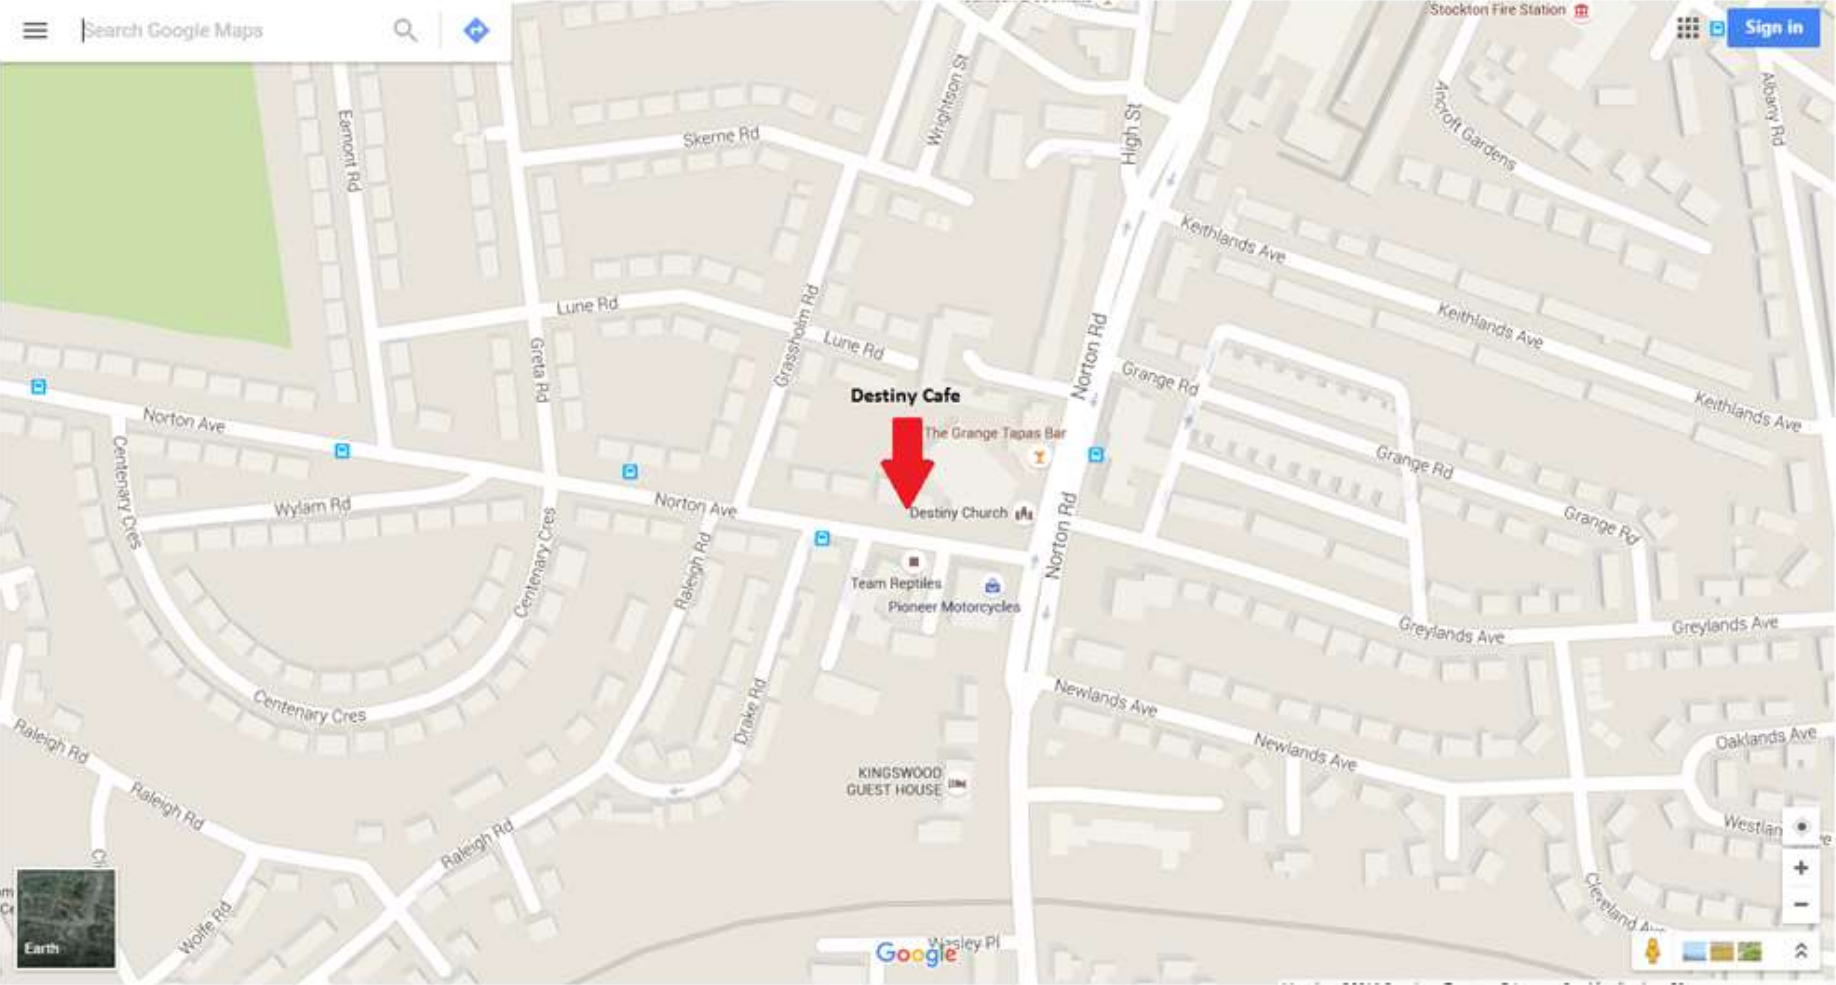 Search Google Maps
Stockton Fire Station
Sign in
Eamont Rd
Skerne Rd
Wrightson St
High St
Ancroft Gardens
Albany Rd
Keithlands Ave
Lune Rd
Grassholm Rd
Lune Rd
Greta Rd
Norton Rd
Grange Rd
Keithlands Ave
Keithlands Ave
Destiny Cafe
The Grange Tapas Bar
Norton Ave
Centenary Cres
Wylam Rd
Norton Ave
Destiny Church
Norton Rd
Grange Rd
Grange Rd
Centenary Cres
Raleigh Rd
Team Reptiles
Pioneer Motorcycles
Greylands Ave
Greylands Ave
Centenary Cres
Drake Rd
Newlands Ave
Newlands Ave
Oaklands Ave
Raleigh Rd
KINGSWOOD
GUEST HOUSE
Raleigh Rd
Raleigh Rd
Wolfe Rd
Cleveland
Earth
Google
Pl